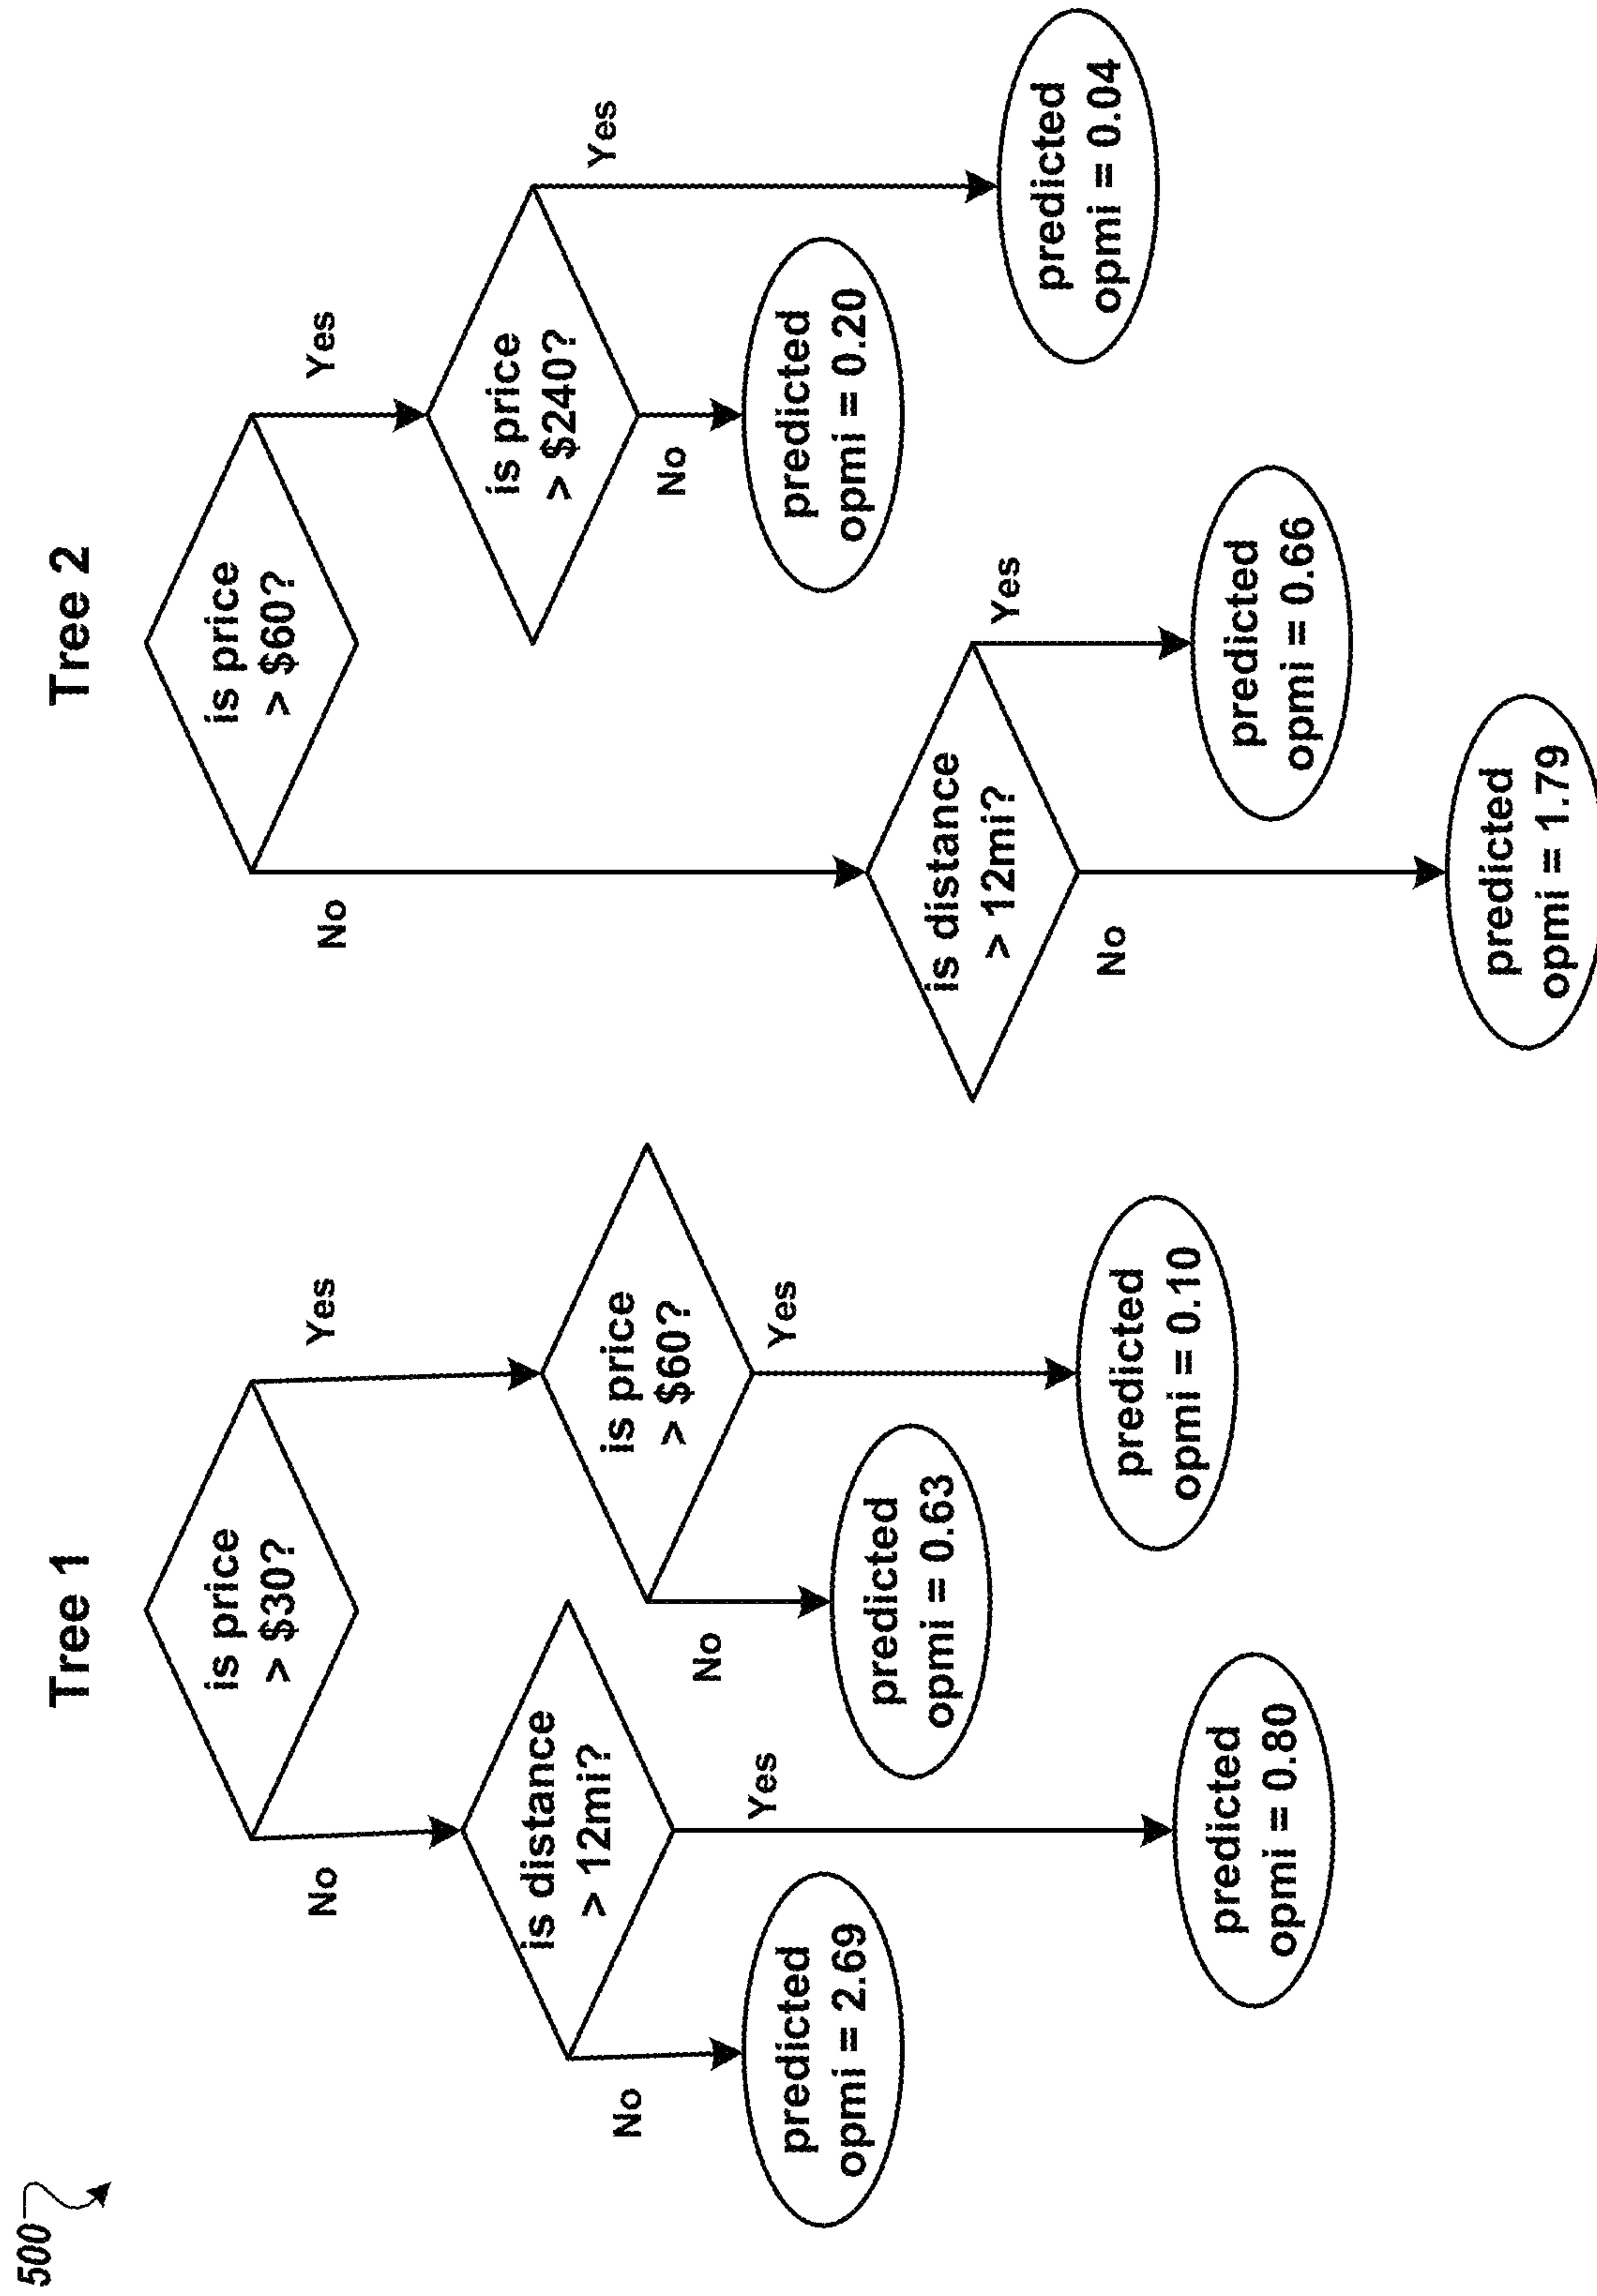 500
Tree 1
is price
> $30?
No
Yes
is distance
> 12mi?
is price
> $60?
No
Yes
No
Yes
predicted
opmi = 2.69
predicted
opmi = 0.63
predicted
opmi = 0.10
predicted
opmi = 0.80
Tree 2
is price
> $60?
No
Yes
is price
> $240?
No
Yes
predicted
opmi = 0.20
is distance
> 12mi?
predicted
opmi = 0.04
No
Yes
predicted
opmi = 0.66
predicted
opmi = 1.79